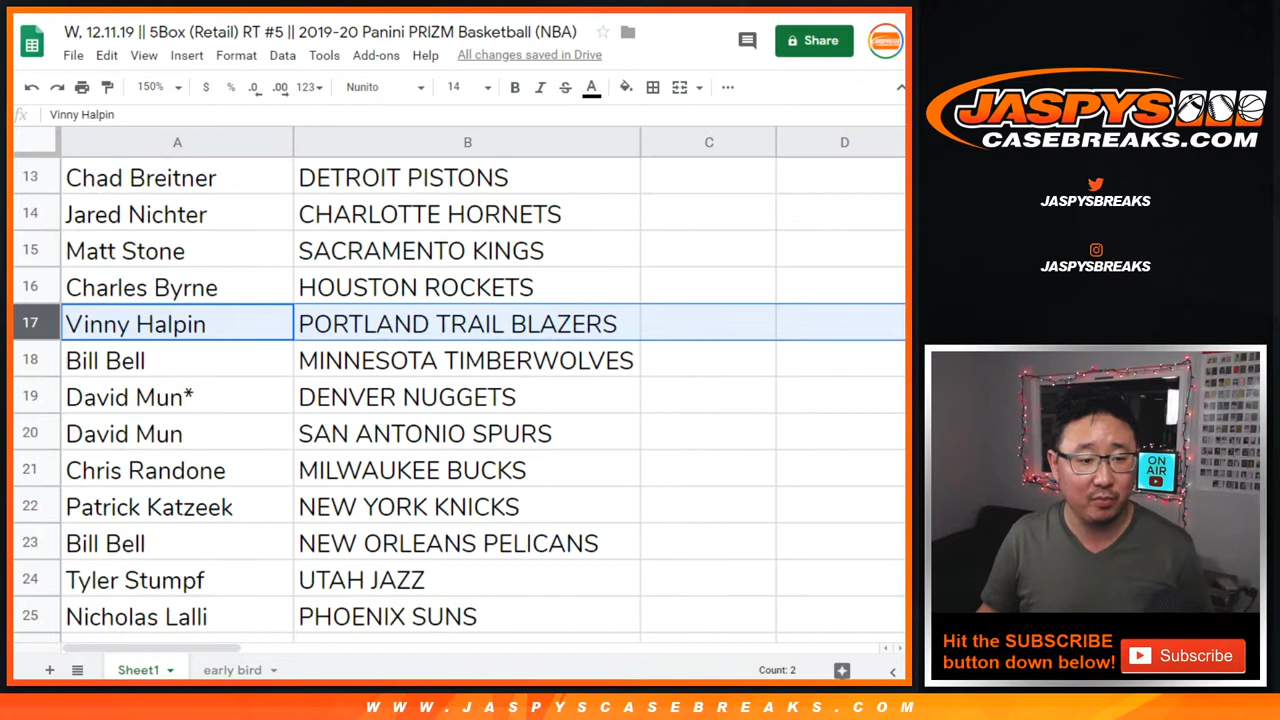 W, 12.11.19 || 5Box (Retail) RT #5 || 2019-20 Panini PRIZM Basketball (NBA)
File Edit View Insert Format Data Tools Add-ons Help All changes saved in Drive
Share
150% $ % .0 .00 123 Nunito 14 B I S A
fx Vinny Halpin
A B C D
13 Chad Breitner DETROIT PISTONS
14 Jared Nichter CHARLOTTE HORNETS
15 Matt Stone SACRAMENTO KINGS
16 Charles Byrne HOUSTON ROCKETS
17 Vinny Halpin PORTLAND TRAIL BLAZERS
18 Bill Bell MINNESOTA TIMBERWOLVES
19 David Mun* DENVER NUGGETS
20 David Mun SAN ANTONIO SPURS
21 Chris Randone MILWAUKEE BUCKS
22 Patrick Katzeek NEW YORK KNICKS
23 Bill Bell NEW ORLEANS PELICANS
24 Tyler Stumpf UTAH JAZZ
25 Nicholas Lalli PHOENIX SUNS
Sheet1 early bird Count: 2
JASPYS
CASEBREAKS.COM
JASPYSBREAKS
JASPYSBREAKS
ON
AIR
Hit the SUBSCRIBE
button down below!
Subscribe
WWW.JASPYSCASEBREAKS.COM